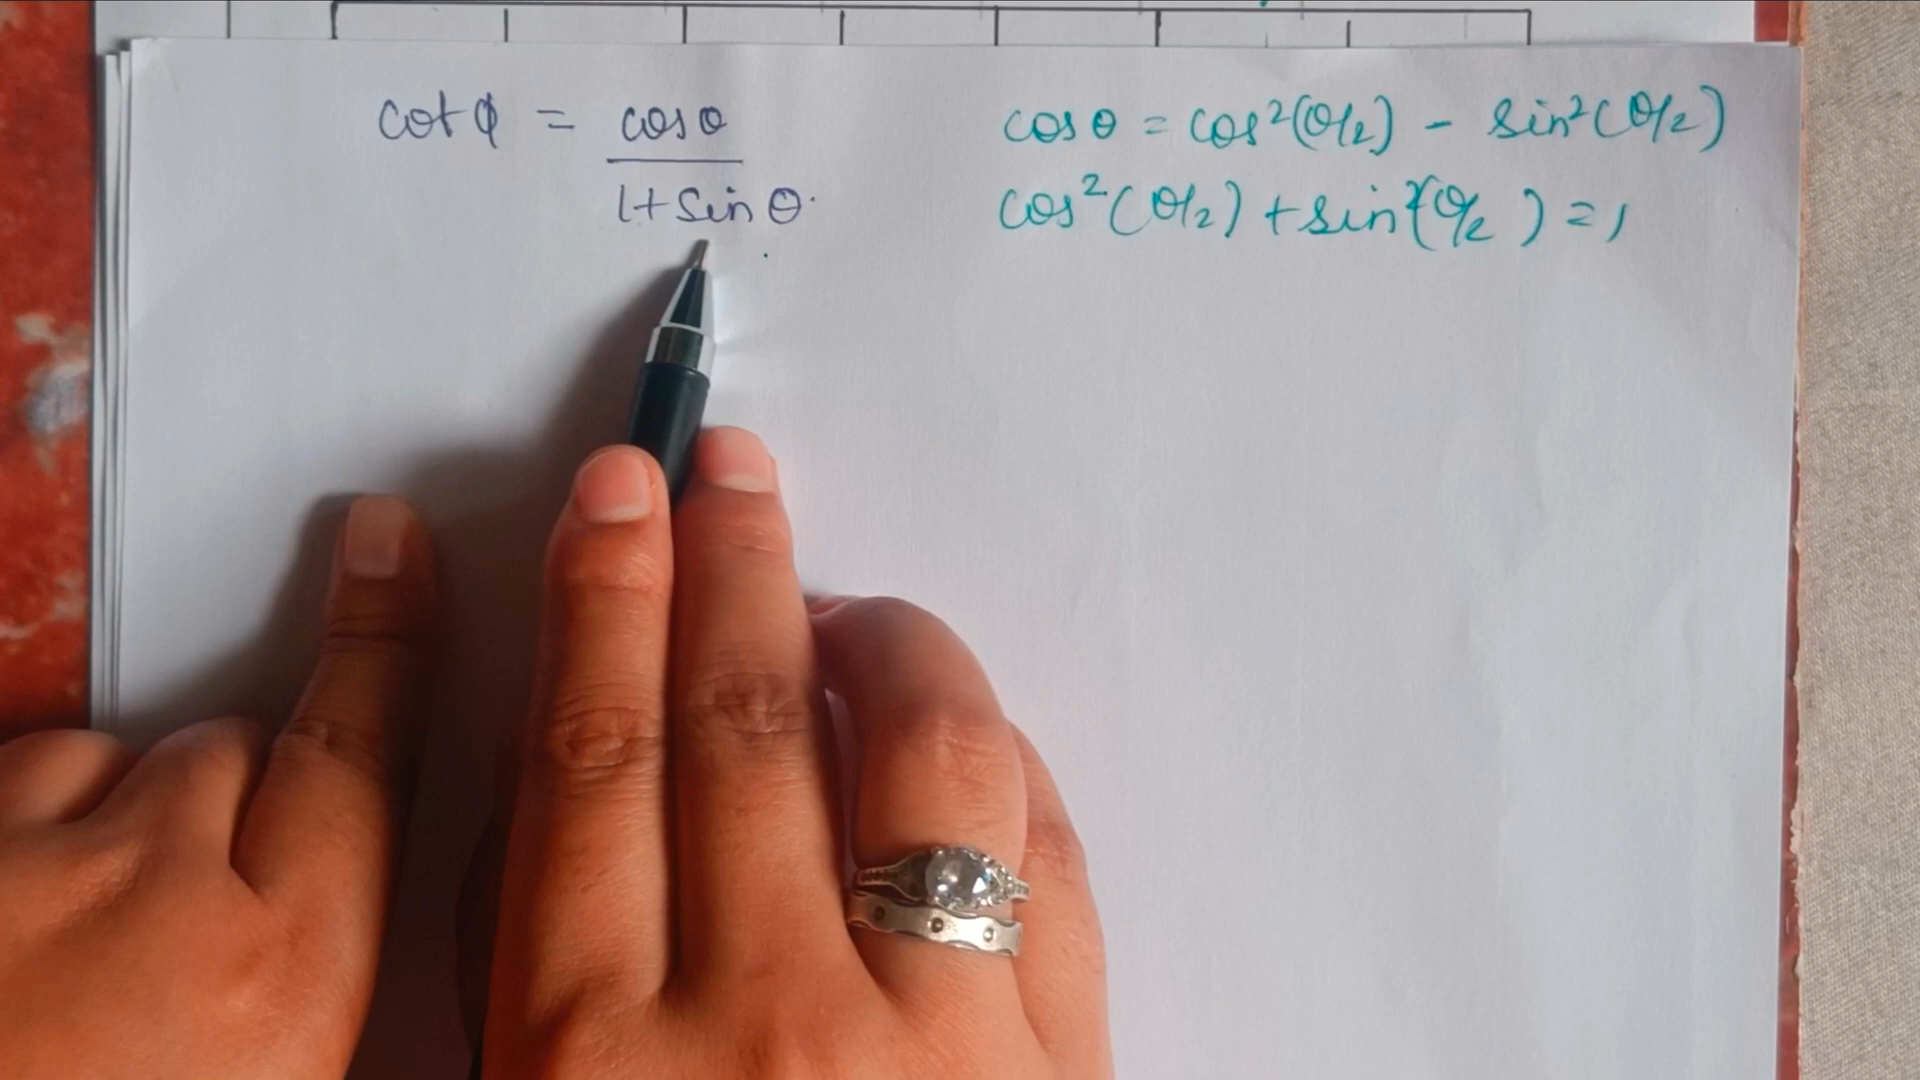 cot φ = cos θ / 1 + sin θ
cos θ = cos²(θ/2) - sin²(θ/2)
cos²(θ/2) + sin²(θ/2) = 1